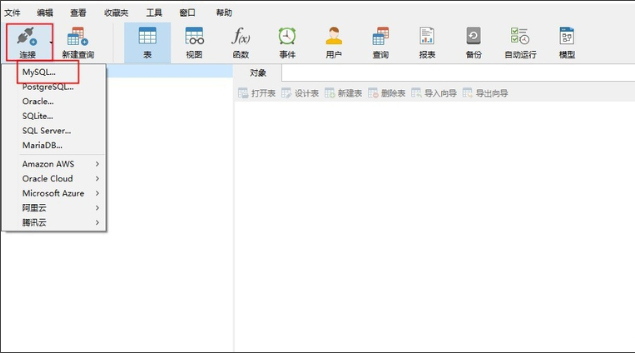 文件 编辑 查看 收藏夹 工具 窗口 帮助
连接 新建查询 表 视图 函数 事件 用户 查询 报表 备份 自动运行 模型
f(x)
MySQL...
PostgreSQL...
Oracle...
SQLite...
SQL Server...
MariaDB...
Amazon AWS
Oracle Cloud
Microsoft Azure
阿里云
腾讯云
对象
打开表 设计表 新建表 删除表 导入向导 导出向导